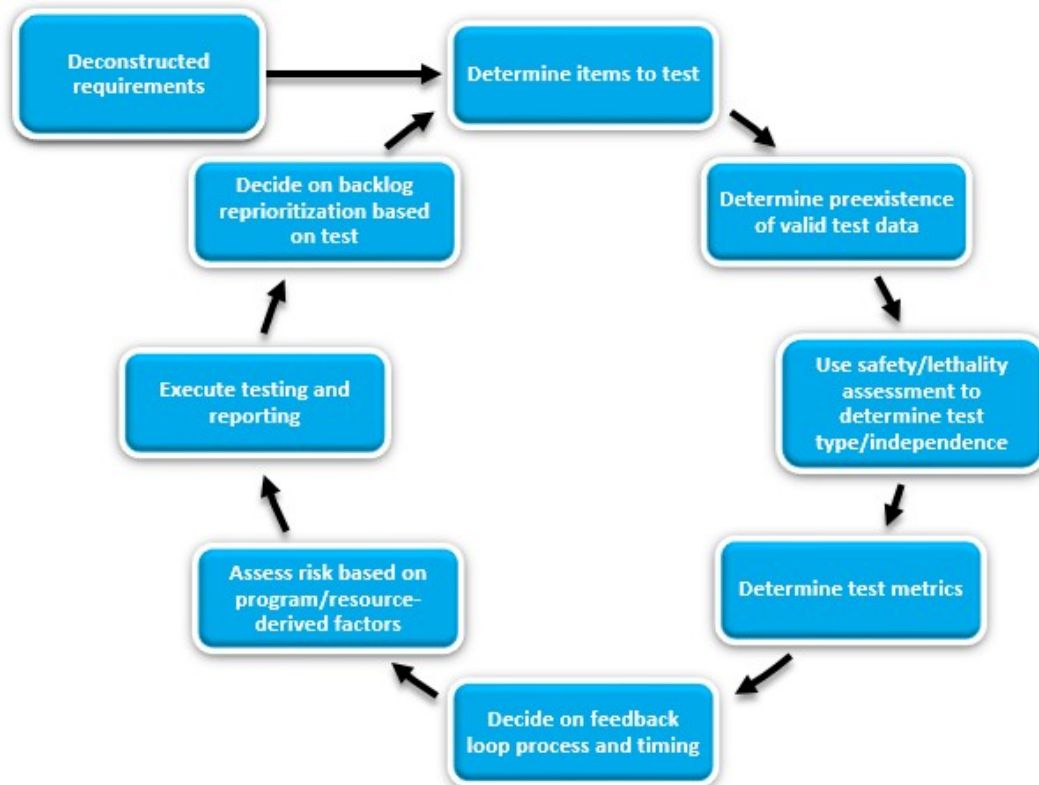 Deconstructed
requirements
Determine items to test
Determine preexistence
of valid test data
Use safety/lethality
assessment to
determine test
type/independence
Determine test metrics
Decide on feedback
loop process and timing
Assess risk based on
program/resource-
derived factors
Execute testing and
reporting
Decide on backlog
reprioritization based
on test